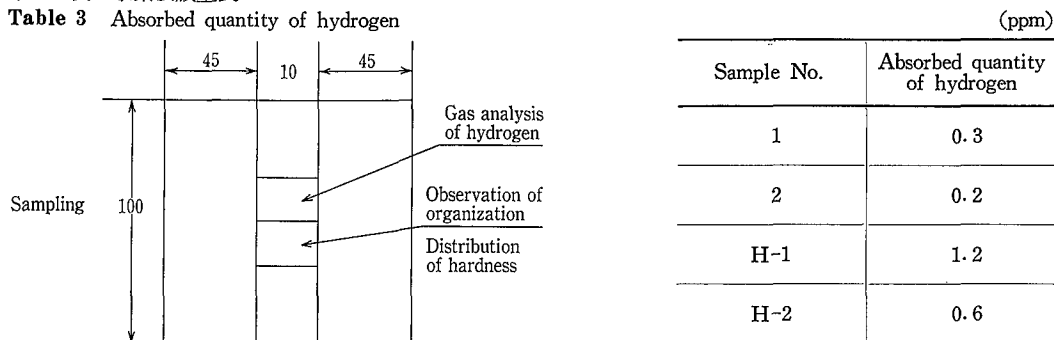 Table 3 Absorbed quantity of hydrogen
(ppm)
45
10
45
Gas analysis
of hydrogen
Sampling
100
Observation of
organization
Distribution
of hardness
Sample No.
Absorbed quantity
of hydrogen
1
0.3
2
0.2
H-1
1.2
H-2
0.6